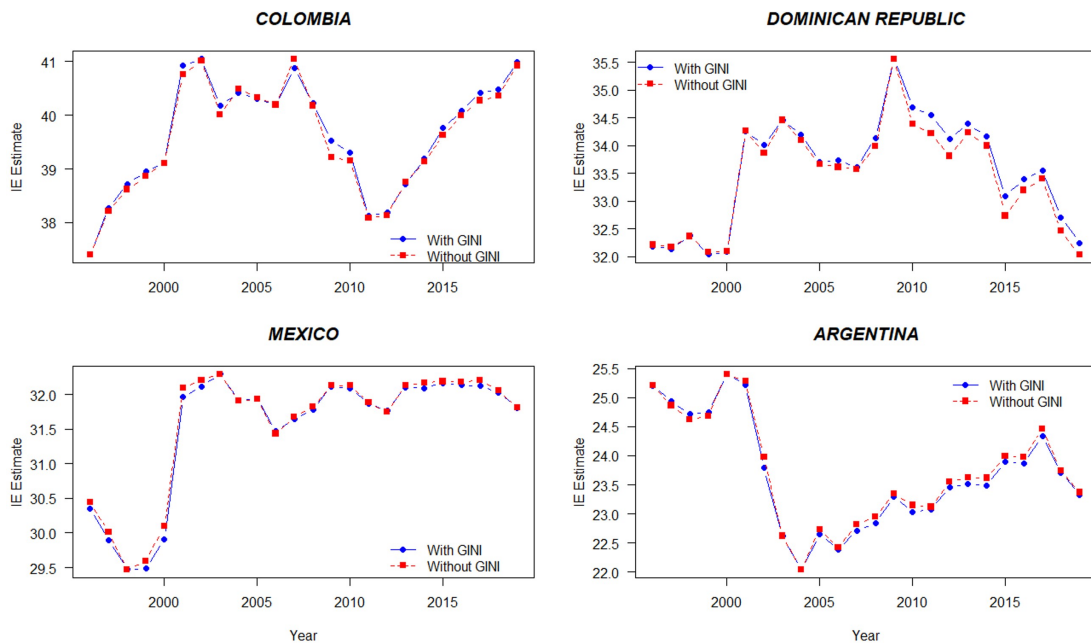 COLOMBIA
IE Estimate
41
40
39
38
With GINI
Without GINI
2000 2005 2010 2015
DOMINICAN REPUBLIC
IE Estimate
35.5
35.0
34.5
34.0
33.5
33.0
32.5
32.0
With GINI
Without GINI
2000 2005 2010 2015
MEXICO
IE Estimate
32.0
31.5
31.0
30.5
30.0
29.5
With GINI
Without GINI
2000 2005 2010 2015
Year
ARGENTINA
IE Estimate
25.5
25.0
24.5
24.0
23.5
23.0
22.5
22.0
With GINI
Without GINI
2000 2005 2010 2015
Year